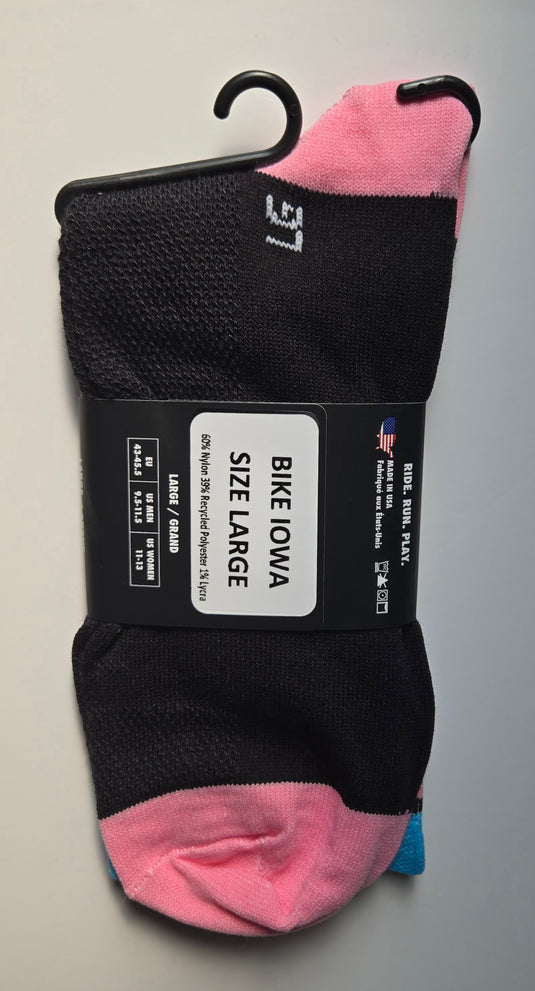 37
RIDE. RUN. PLAY.
MADE IN USA
Fabriqué aux États-Unis
BIKE IOWA
SIZE LARGE
60% Nylon 39% Recycled Polyester 1% Lycra
LARGE / GRAND
EU US MEN US WOMEN
43-45.5 9.5-11.5 11-13